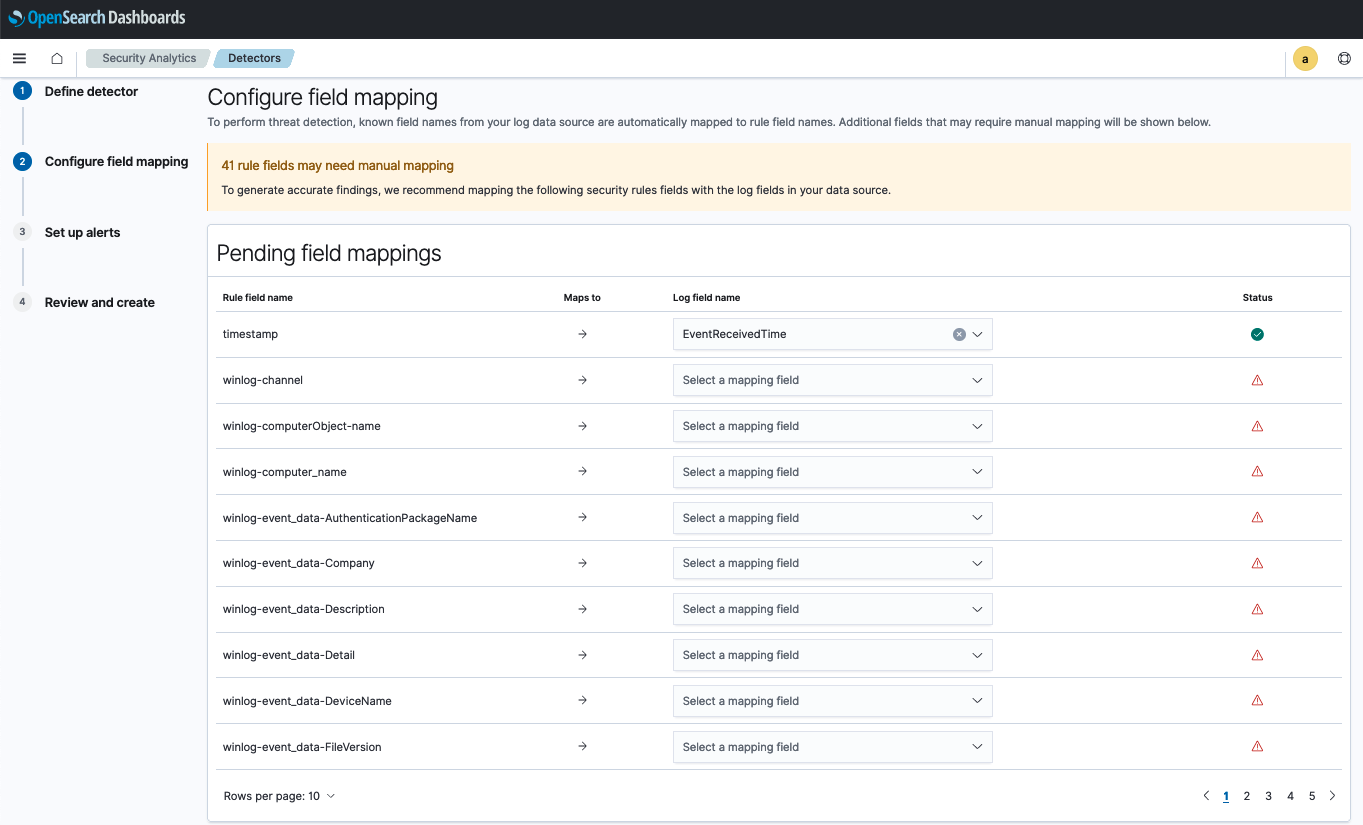 OpenSearch Dashboards
Security Analytics
Detectors
a
1
Define detector
2
Configure field mapping
3
Set up alerts
4
Review and create
Configure field mapping
To perform threat detection, known field names from your log data source are automatically mapped to rule field names. Additional fields that may require manual mapping will be shown below.
41 rule fields may need manual mapping
To generate accurate findings, we recommend mapping the following security rules fields with the log fields in your data source.
Pending field mappings
Rule field name Maps to Log field name Status
timestamp EventReceivedTime
winlog-channel Select a mapping field
winlog-computerObject-name Select a mapping field
winlog-computer_name Select a mapping field
winlog-event_data-AuthenticationPackageName Select a mapping field
winlog-event_data-Company Select a mapping field
winlog-event_data-Description Select a mapping field
winlog-event_data-Detail Select a mapping field
winlog-event_data-DeviceName Select a mapping field
winlog-event_data-FileVersion Select a mapping field
Rows per page: 10
1 2 3 4 5